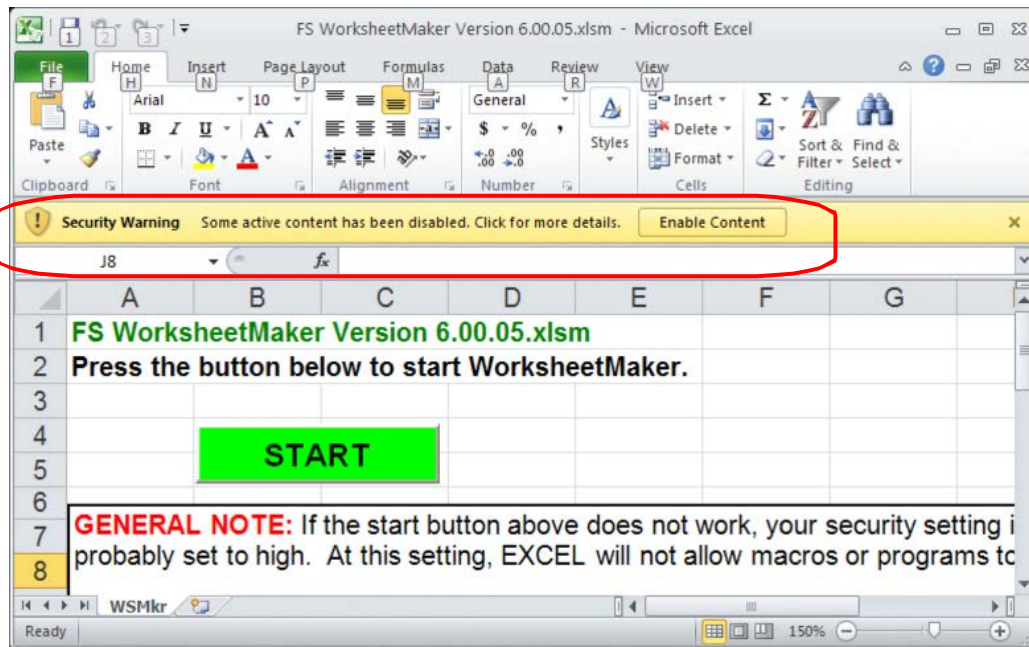 FS WorksheetMaker Version 6.00.05.xlsm - Microsoft Excel
1 2 3
File Home Insert Page Layout Formulas Data Review View
F H N P M A R W
Arial 10 General Insert Σ
Paste B I U A A $ % , Styles Delete Sort & Filter Find & Select
A .0 .00 .00 .0 Format
Clipboard Font Alignment Number Cells Editing
Security Warning Some active content has been disabled. Click for more details. Enable Content
J8 fx
A B C D E F G
1 FS WorksheetMaker Version 6.00.05.xlsm
2 Press the button below to start WorksheetMaker.
3
4
START
5
6
7 GENERAL NOTE: If the start button above does not work, your security setting i
8 probably set to high. At this setting, EXCEL will not allow macros or programs to
WSMkr
Ready 150%